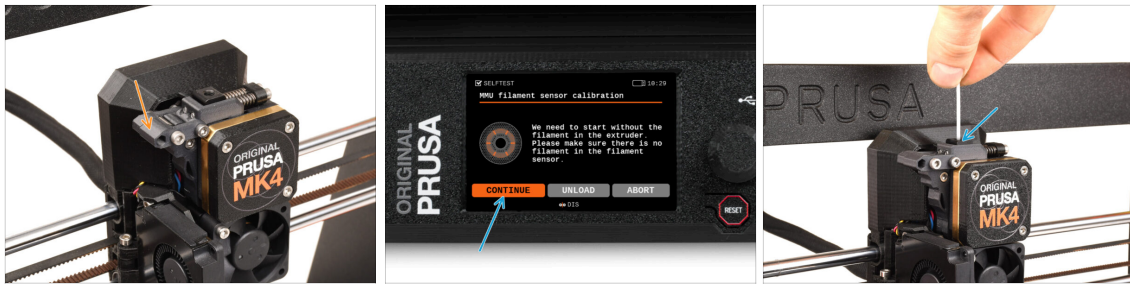 ORIGINAL
PRUSA
MK4
ORIGINAL
PRUSA
SELFTEST
10:29
MMU filament sensor calibration
We need to start without the
filament in the extruder.
Please make sure there is no
filament in the filament
sensor.
CONTINUE
UNLOAD
ABORT
DIS
RESET
PRUSA
ORIGINAL
PRUSA
MK4